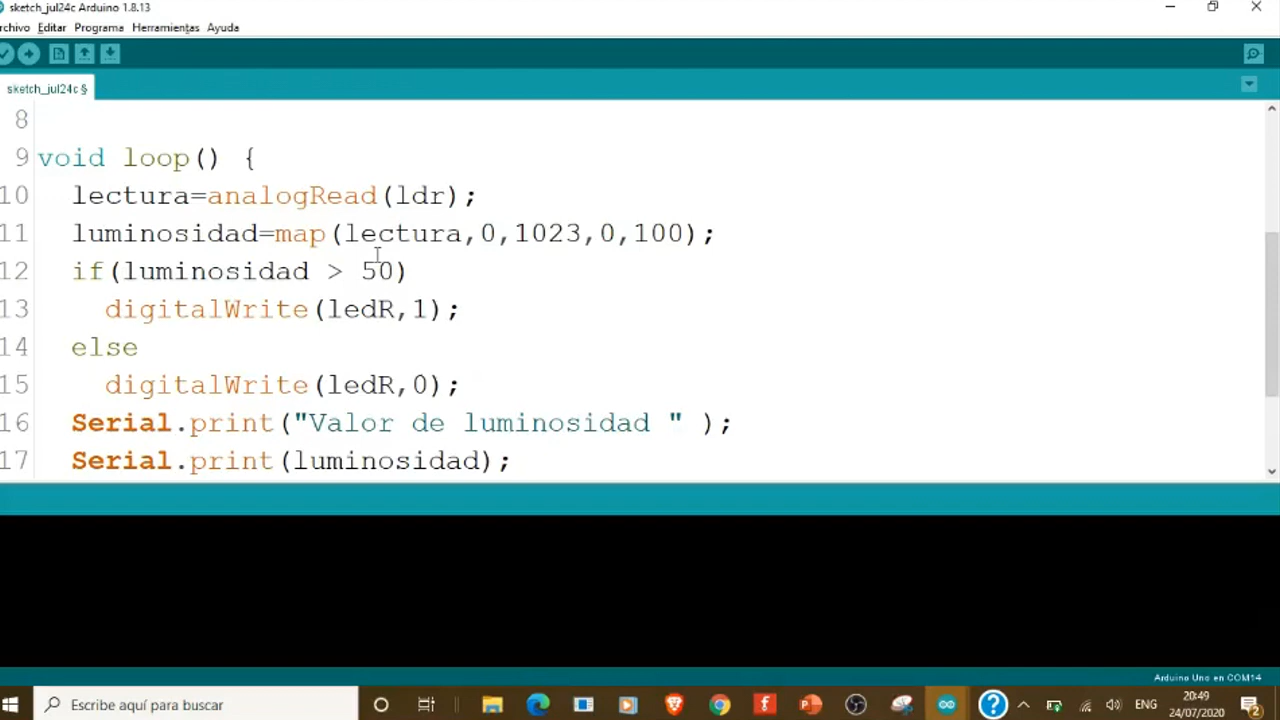 sketch_jul24c Arduino 1.8.13
rchivo Editar Programa Herramientas Ayuda
sketch_jul24c §
8
9 void loop() {
10 lectura=analogRead(ldr);
11 luminosidad=map(lectura,0,1023,0,100);
12 if(luminosidad > 50)
13 digitalWrite(ledR,1);
14 else
15 digitalWrite(ledR,0);
16 Serial.print("Valor de luminosidad " );
17 Serial.print(luminosidad);
Arduino Uno en COM14
Escribe aquí para buscar
ENG
20:49
24/07/2020
2